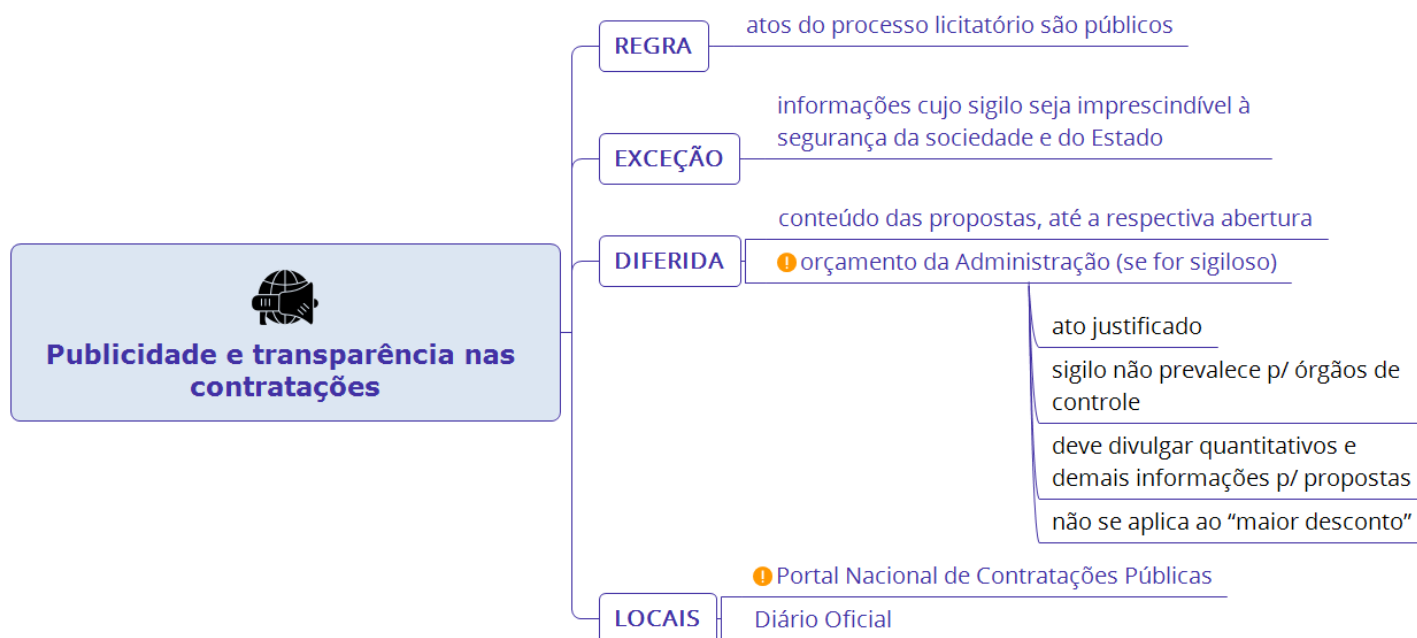 REGRA
atos do processo licitatório são públicos
EXCEÇÃO
informações cujo sigilo seja imprescindível à
segurança da sociedade e do Estado
DIFERIDA
conteúdo das propostas, até a respectiva abertura
orçamento da Administração (se for sigiloso)
ato justificado
sigilo não prevalece p/ órgãos de
controle
deve divulgar quantitativos e
demais informações p/ propostas
não se aplica ao “maior desconto”
Publicidade e transparência nas
contratações
LOCAIS
Portal Nacional de Contratações Públicas
Diário Oficial